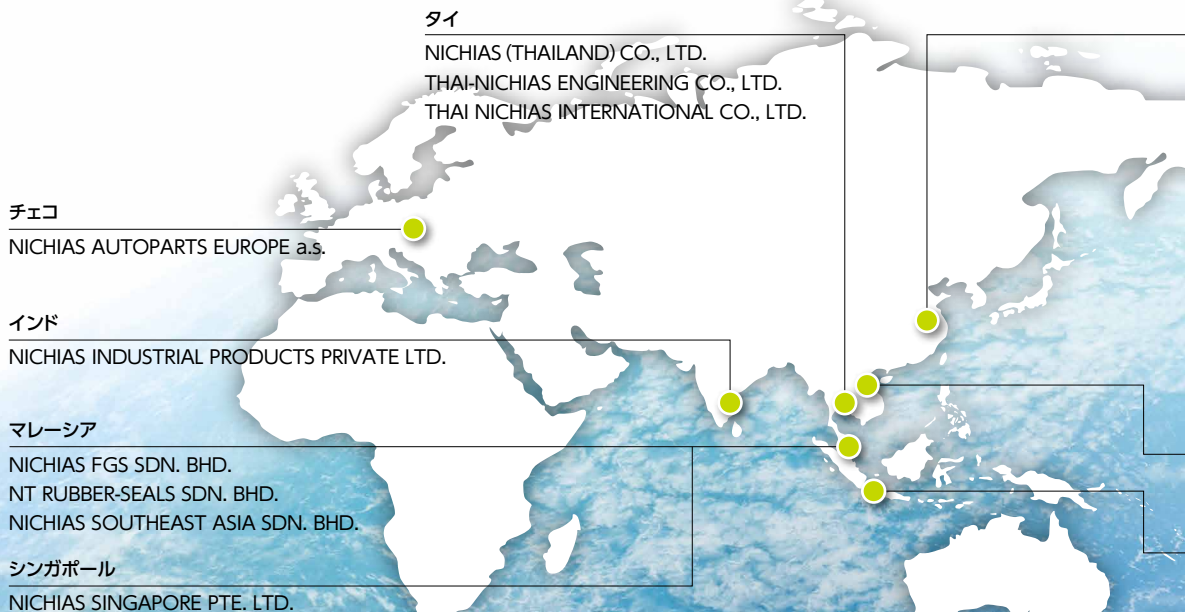 タイ
NICHIAS (THAILAND) CO., LTD.
THAI-NICHIAS ENGINEERING CO., LTD.
THAI NICHIAS INTERNATIONAL CO., LTD.
チェコ
NICHIAS AUTOPARTS EUROPE a.s.
インド
NICHIAS INDUSTRIAL PRODUCTS PRIVATE LTD.
マレーシア
NICHIAS FGS SDN. BHD.
NT RUBBER-SEALS SDN. BHD.
NICHIAS SOUTHEAST ASIA SDN. BHD.
シンガポール
NICHIAS SINGAPORE PTE. LTD.